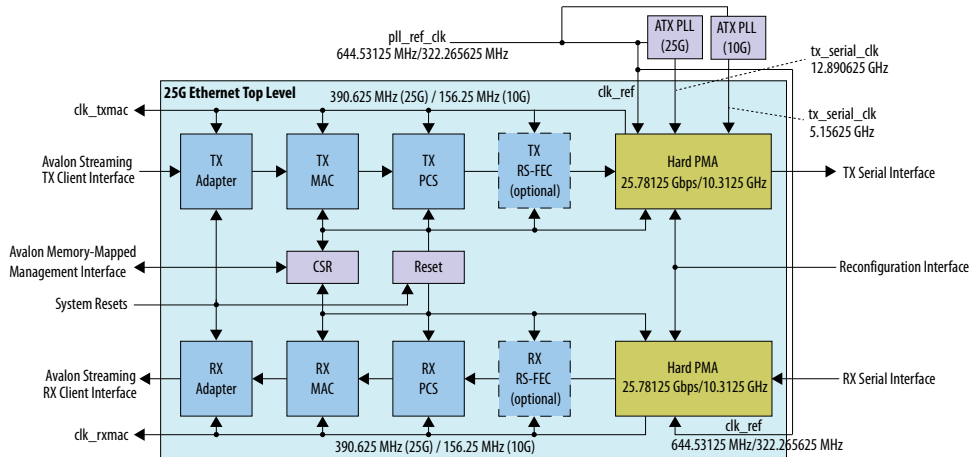 ATX PLL
(25G)
ATX PLL
(10G)
pll_ref_clk
644.53125 MHz/322.265625 MHz
tx_serial_clk
12.890625 GHz
25G Ethernet Top Level
clk_ref
clk_txmac
390.625 MHz (25G) / 156.25 MHz (10G)
tx_serial_clk
5.15625 GHz
Avalon Streaming
TX Client Interface
TX
Adapter
TX
MAC
TX
PCS
TX
RS-FEC
(optional)
Hard PMA
25.78125 Gbps/10.3125 GHz
TX Serial Interface
Avalon Memory-Mapped
Management Interface
CSR
Reset
Reconfiguration Interface
System Resets
Avalon Streaming
RX Client Interface
RX
Adapter
RX
MAC
RX
PCS
RX
RS-FEC
(optional)
Hard PMA
25.78125 Gbps/10.3125 GHz
RX Serial Interface
clk_rxmac
390.625 MHz (25G) / 156.25 MHz (10G)
clk_ref
644.53125 MHz/322.265625 MHz